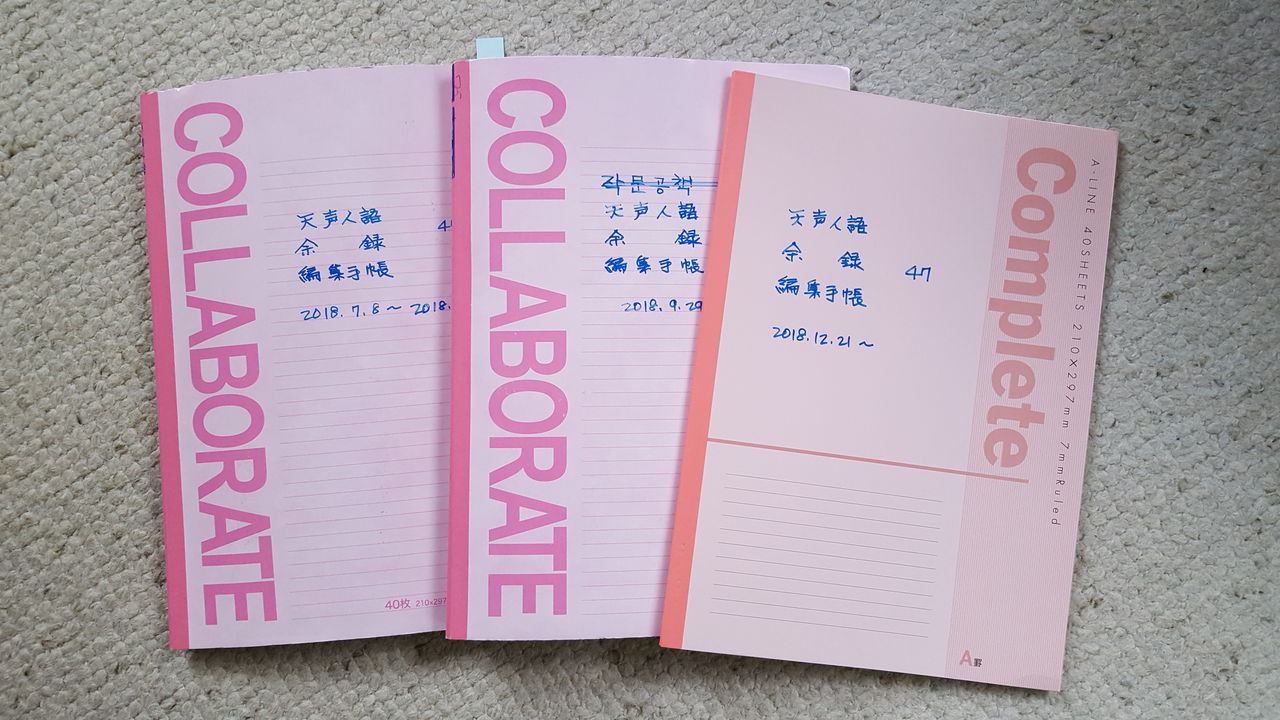 COLLABORATE
天声人語
余 録
編集手帳
2018.7.8~2018.
40枚 210×297
COLLABORATE
작문공책
天声人語
余 録
編集手帳
2018.9.29
Complete
A-LINE 40SHEETS 210×297mm 7mmRuled
天声人語
余 録
47
編集手帳
2018.12.21~
A罫